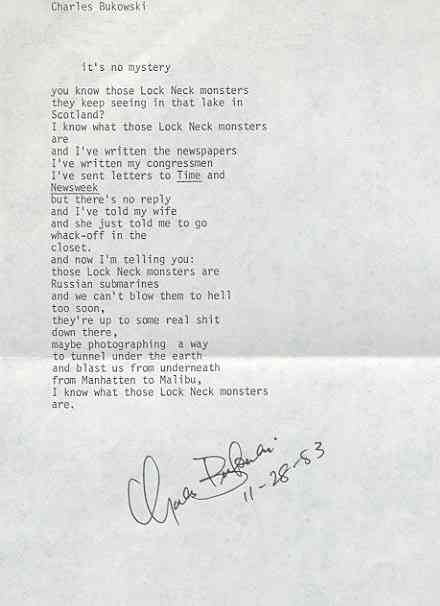 Charles Bukowski
it's no mystery
you know those Lock Neck monsters
they keep seeing in that lake in
Scotland?
I know what those Lock Neck monsters
are
and I've written the newspapers
I've written my congressmen
I've sent letters to Time and
Newsweek
but there's no reply
and I've told my wife
and she just told me to go
whack-off in the
closet.
and now I'm telling you:
those Lock Neck monsters are
Russian submarines
and we can't blow them to hell
too soon,
they're up to some real shit
down there,
maybe photographing  a way
to tunnel under the earth
and blast us from underneath
from Manhatten to Malibu,
I know what those Lock Neck monsters
are.
Charles Bukowski
11-28-83